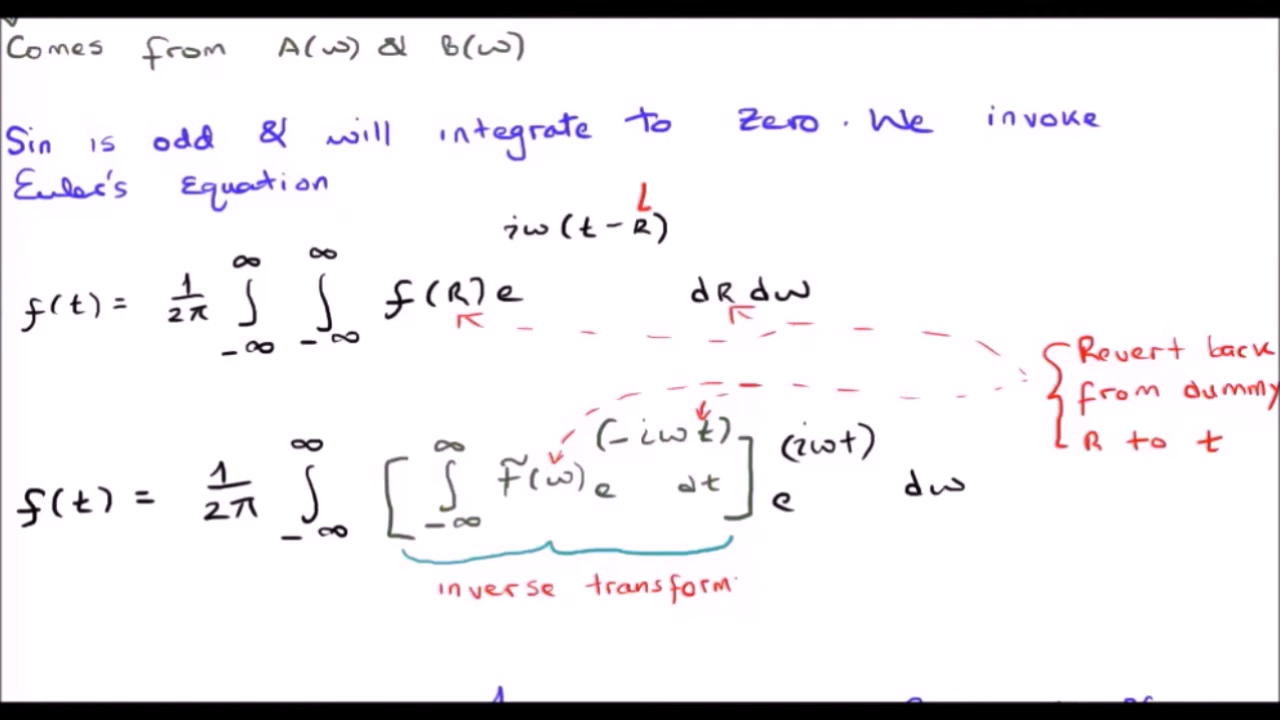 Comes from A(ω) & B(ω)
Sin is odd & will integrate to zero. We invoke
Euler's Equation
f(t) = 1/2π ∫_{-∞}^{∞} ∫_{-∞}^{∞} f(R) e^{iω(t-R)} dR dω
Revert back
from dummy
R to t
f(t) = 1/2π ∫_{-∞}^{∞} [ ∫_{-∞}^{∞} f̃(ω) e^{(-iωt)} dt ] e^{(iωt)} dω
inverse transform